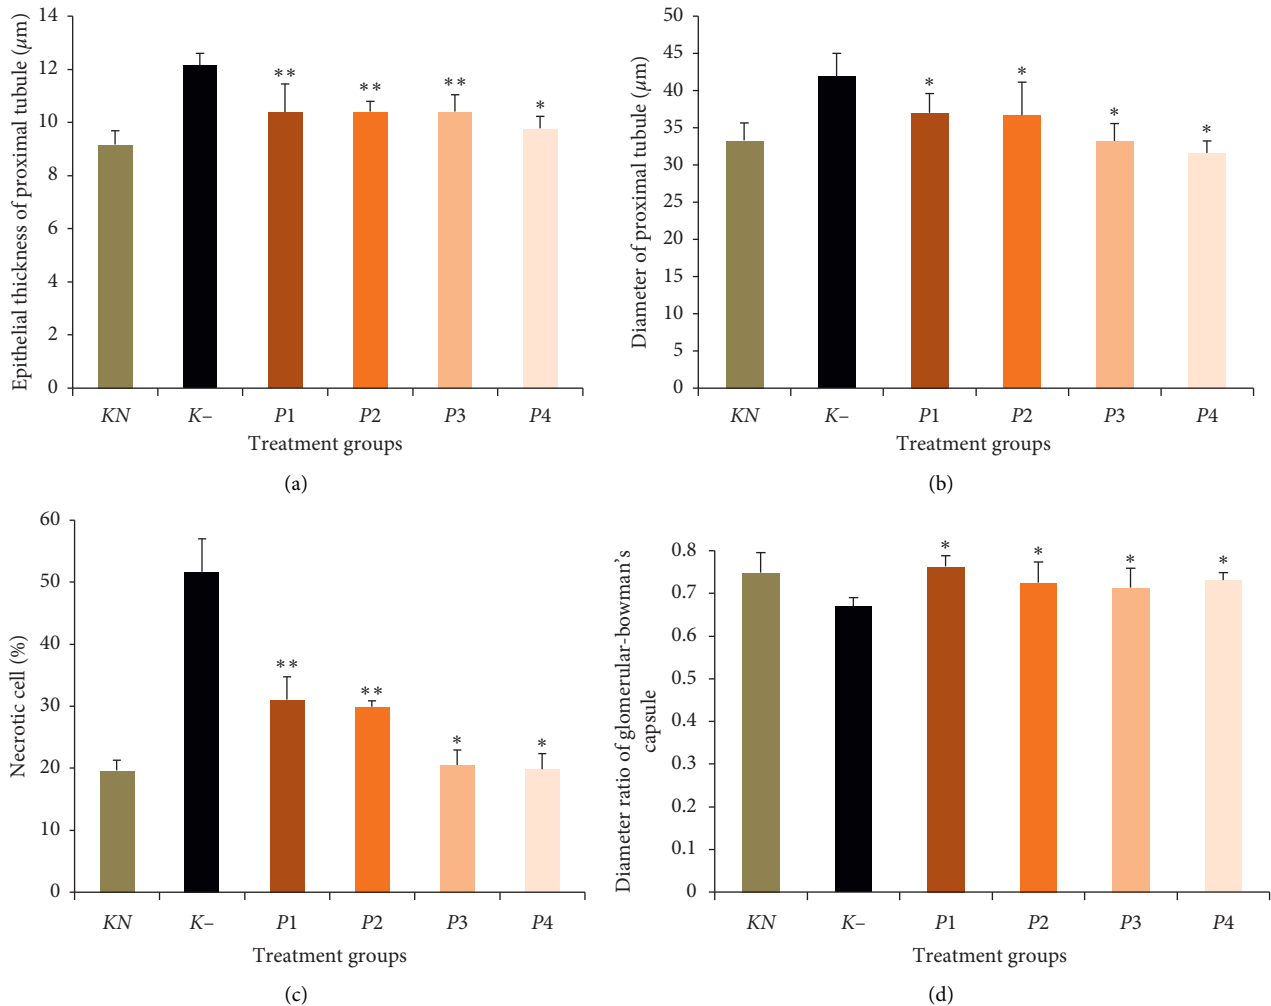 Epithelial thickness of proximal tubule (μm)
14
12
10
8
6
4
2
0
** ** ** *
KN K– P1 P2 P3 P4
Treatment groups
(a)
Diameter of proximal tubule (μm)
50
45
40
35
30
25
20
15
10
5
0
* * * *
KN K– P1 P2 P3 P4
Treatment groups
(b)
Necrotic cell (%)
60
50
40
30
20
10
0
** ** * *
KN K– P1 P2 P3 P4
Treatment groups
(c)
Diameter ratio of glomerular-bowman's
capsule
0.8
0.7
0.6
0.5
0.4
0.3
0.2
0.1
0
* * * *
KN K– P1 P2 P3 P4
Treatment groups
(d)